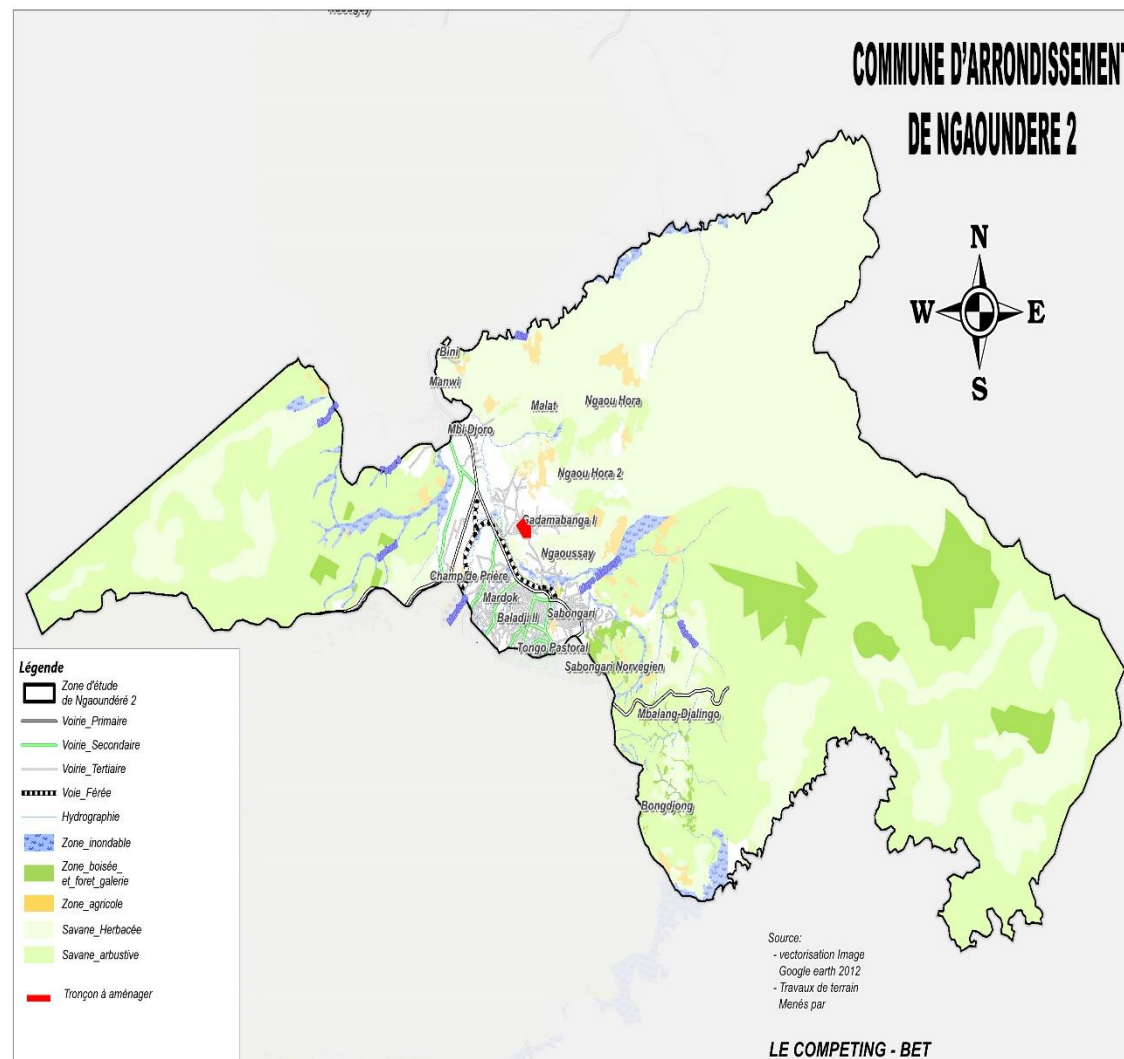 COMMUNE D'ARRONDISSEMENT
DE NGAOUNDERE 2
N
W
E
S
Bini
Manwi
Mbi Djoro
Malat
Ngaou Hora
Ngaou Hora 2
Gadamabanga I
Ngaoussay
Champ de Prière
Mardok
Baladji II
Sabongari
Tongo Pastoral
Sabongari Norvegien
Mbaiang-Djalingo
Bongdjong
Légende
Zone d'étude
de Ngaoundéré 2
Voirie_Primaire
Voirie_Secondaire
Voirie_Tertiaire
Voie_Férée
Hydrographie
Zone_inondable
Zone_boisée_
et_foret_galerie
Zone_agricole
Savane_Herbacée
Savane_arbustive
Tronçon à aménager
Source:
- vectorisation Image
Google earth 2012
- Travaux de terrain
Menés par
LE COMPETING - BET